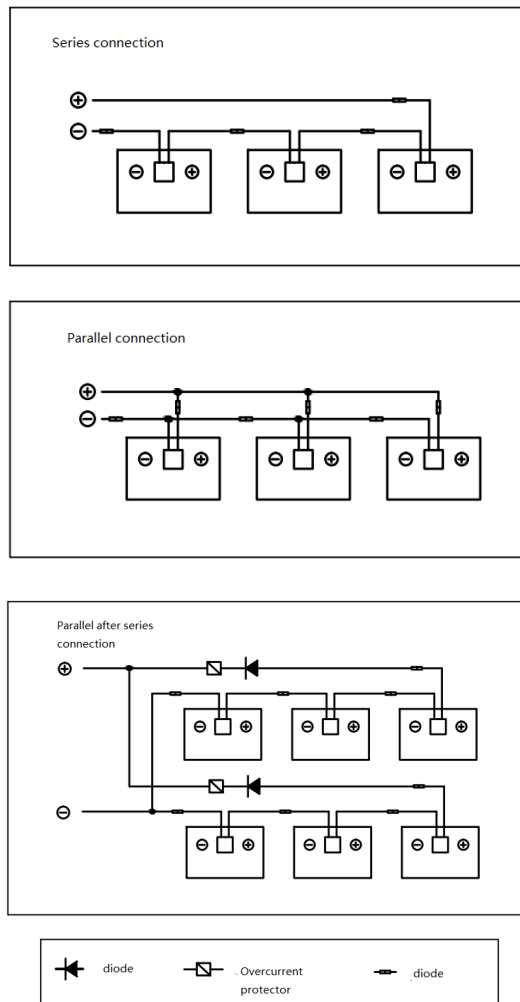 Series connection
Parallel connection
Parallel after series
connection
diode
Overcurrent
protector
diode